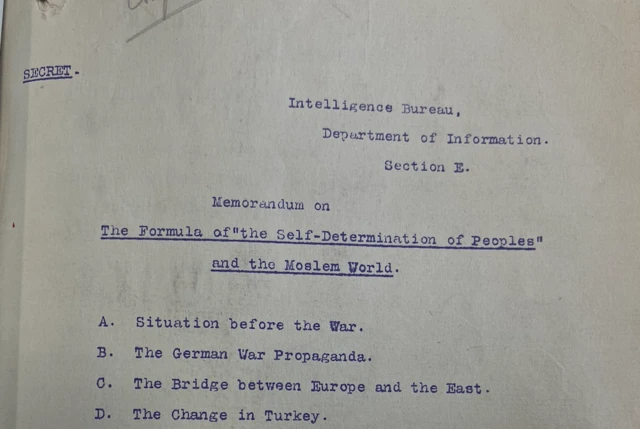 SECRET.
Intelligence Bureau,
Department of Information.
Section E.
Memorandum on
The Formula of "the Self-Determination of Peoples"
and the Moslem World.
A. Situation before the War.
B. The German War Propaganda.
C. The Bridge between Europe and the East.
D. The Change in Turkey.